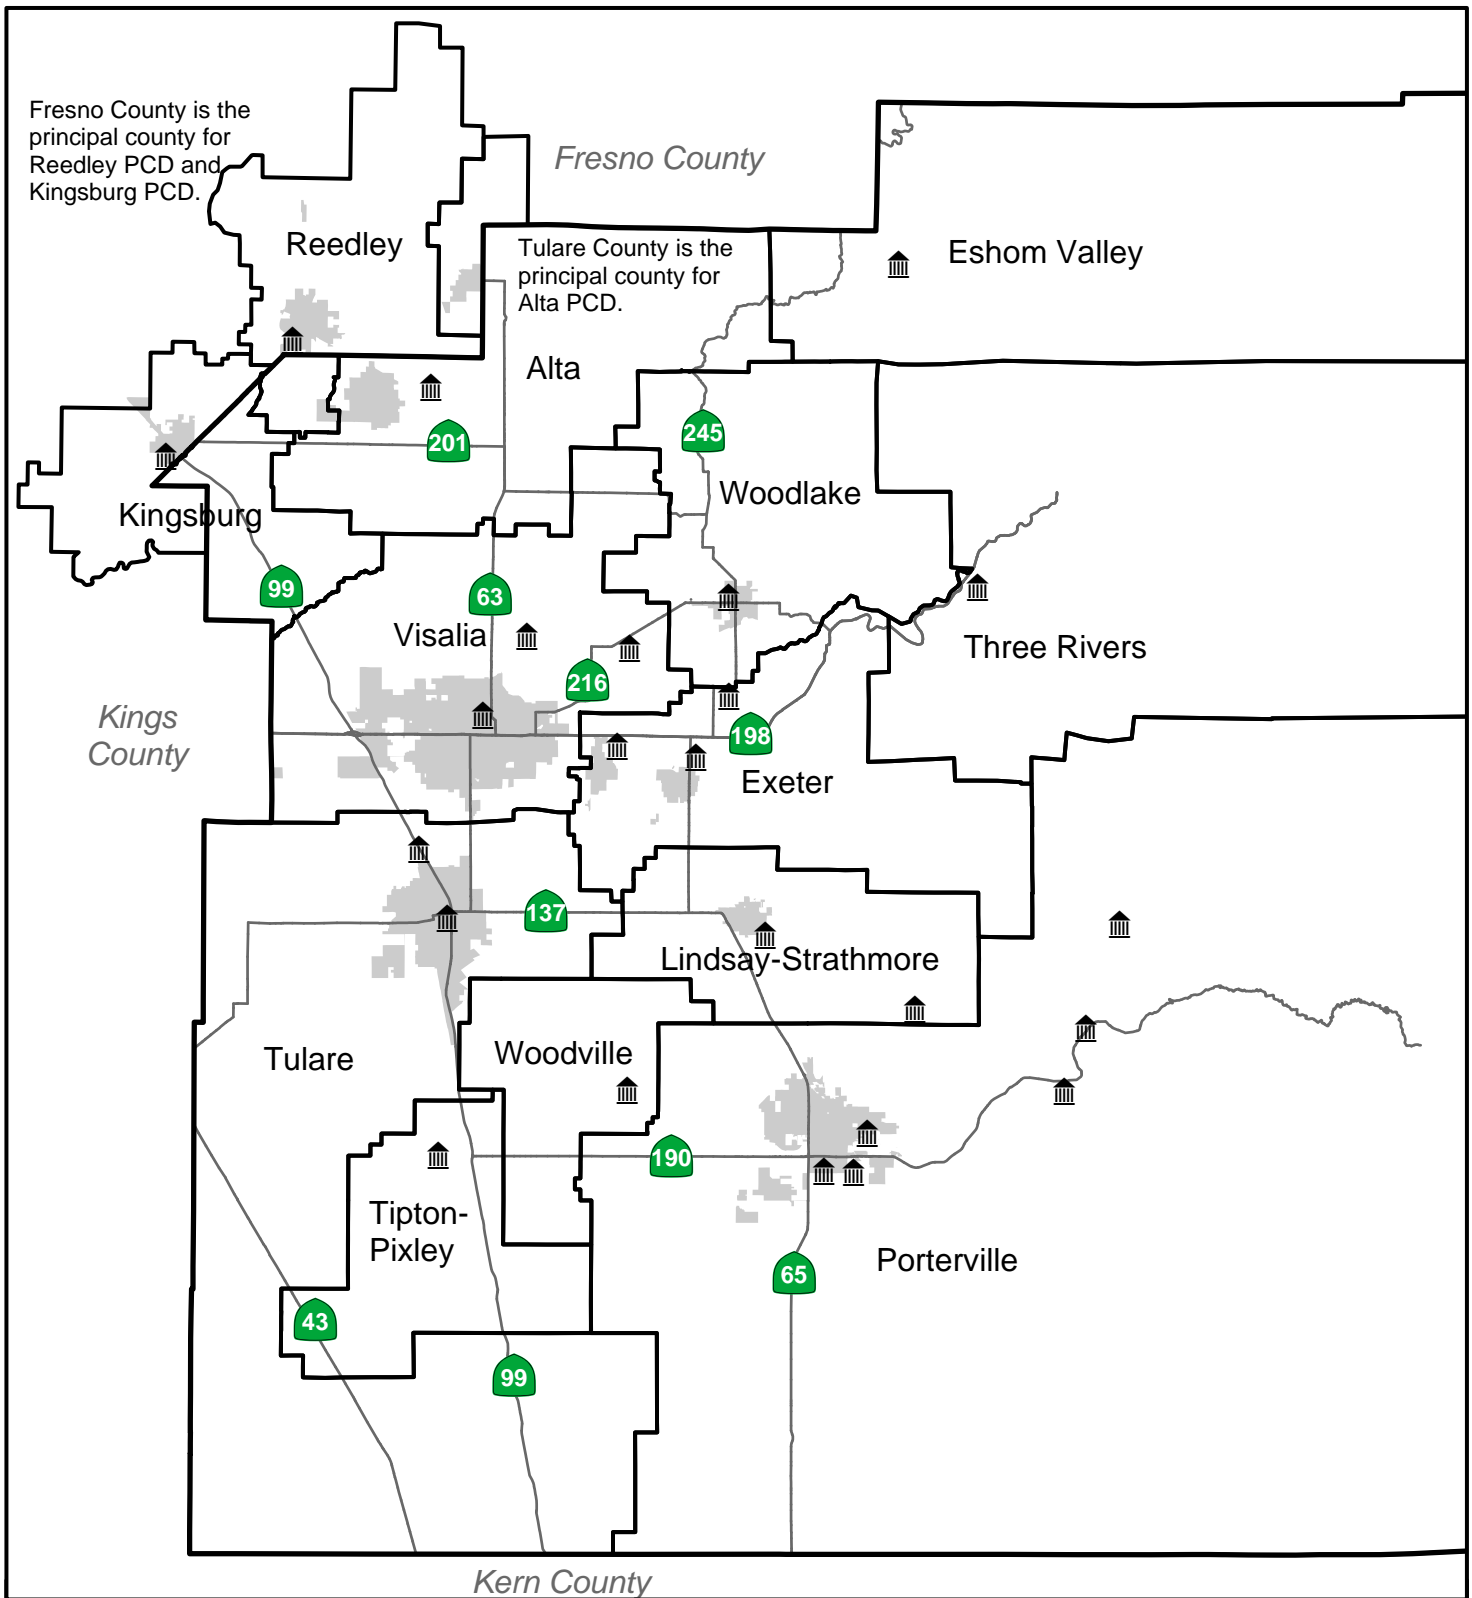 Fresno County is the
principal county for
Reedley PCD and
Kingsburg PCD.
Fresno County
Reedley
Tulare County is the
principal county for
Alta PCD.
Eshom Valley
Alta
201
245
Woodlake
Kingsburg
99
63
Visalia
Three Rivers
216
Kings
County
198
Exeter
137
Lindsay-Strathmore
Tulare
Woodville
190
Tipton-
Pixley
Porterville
65
43
99
Kern County